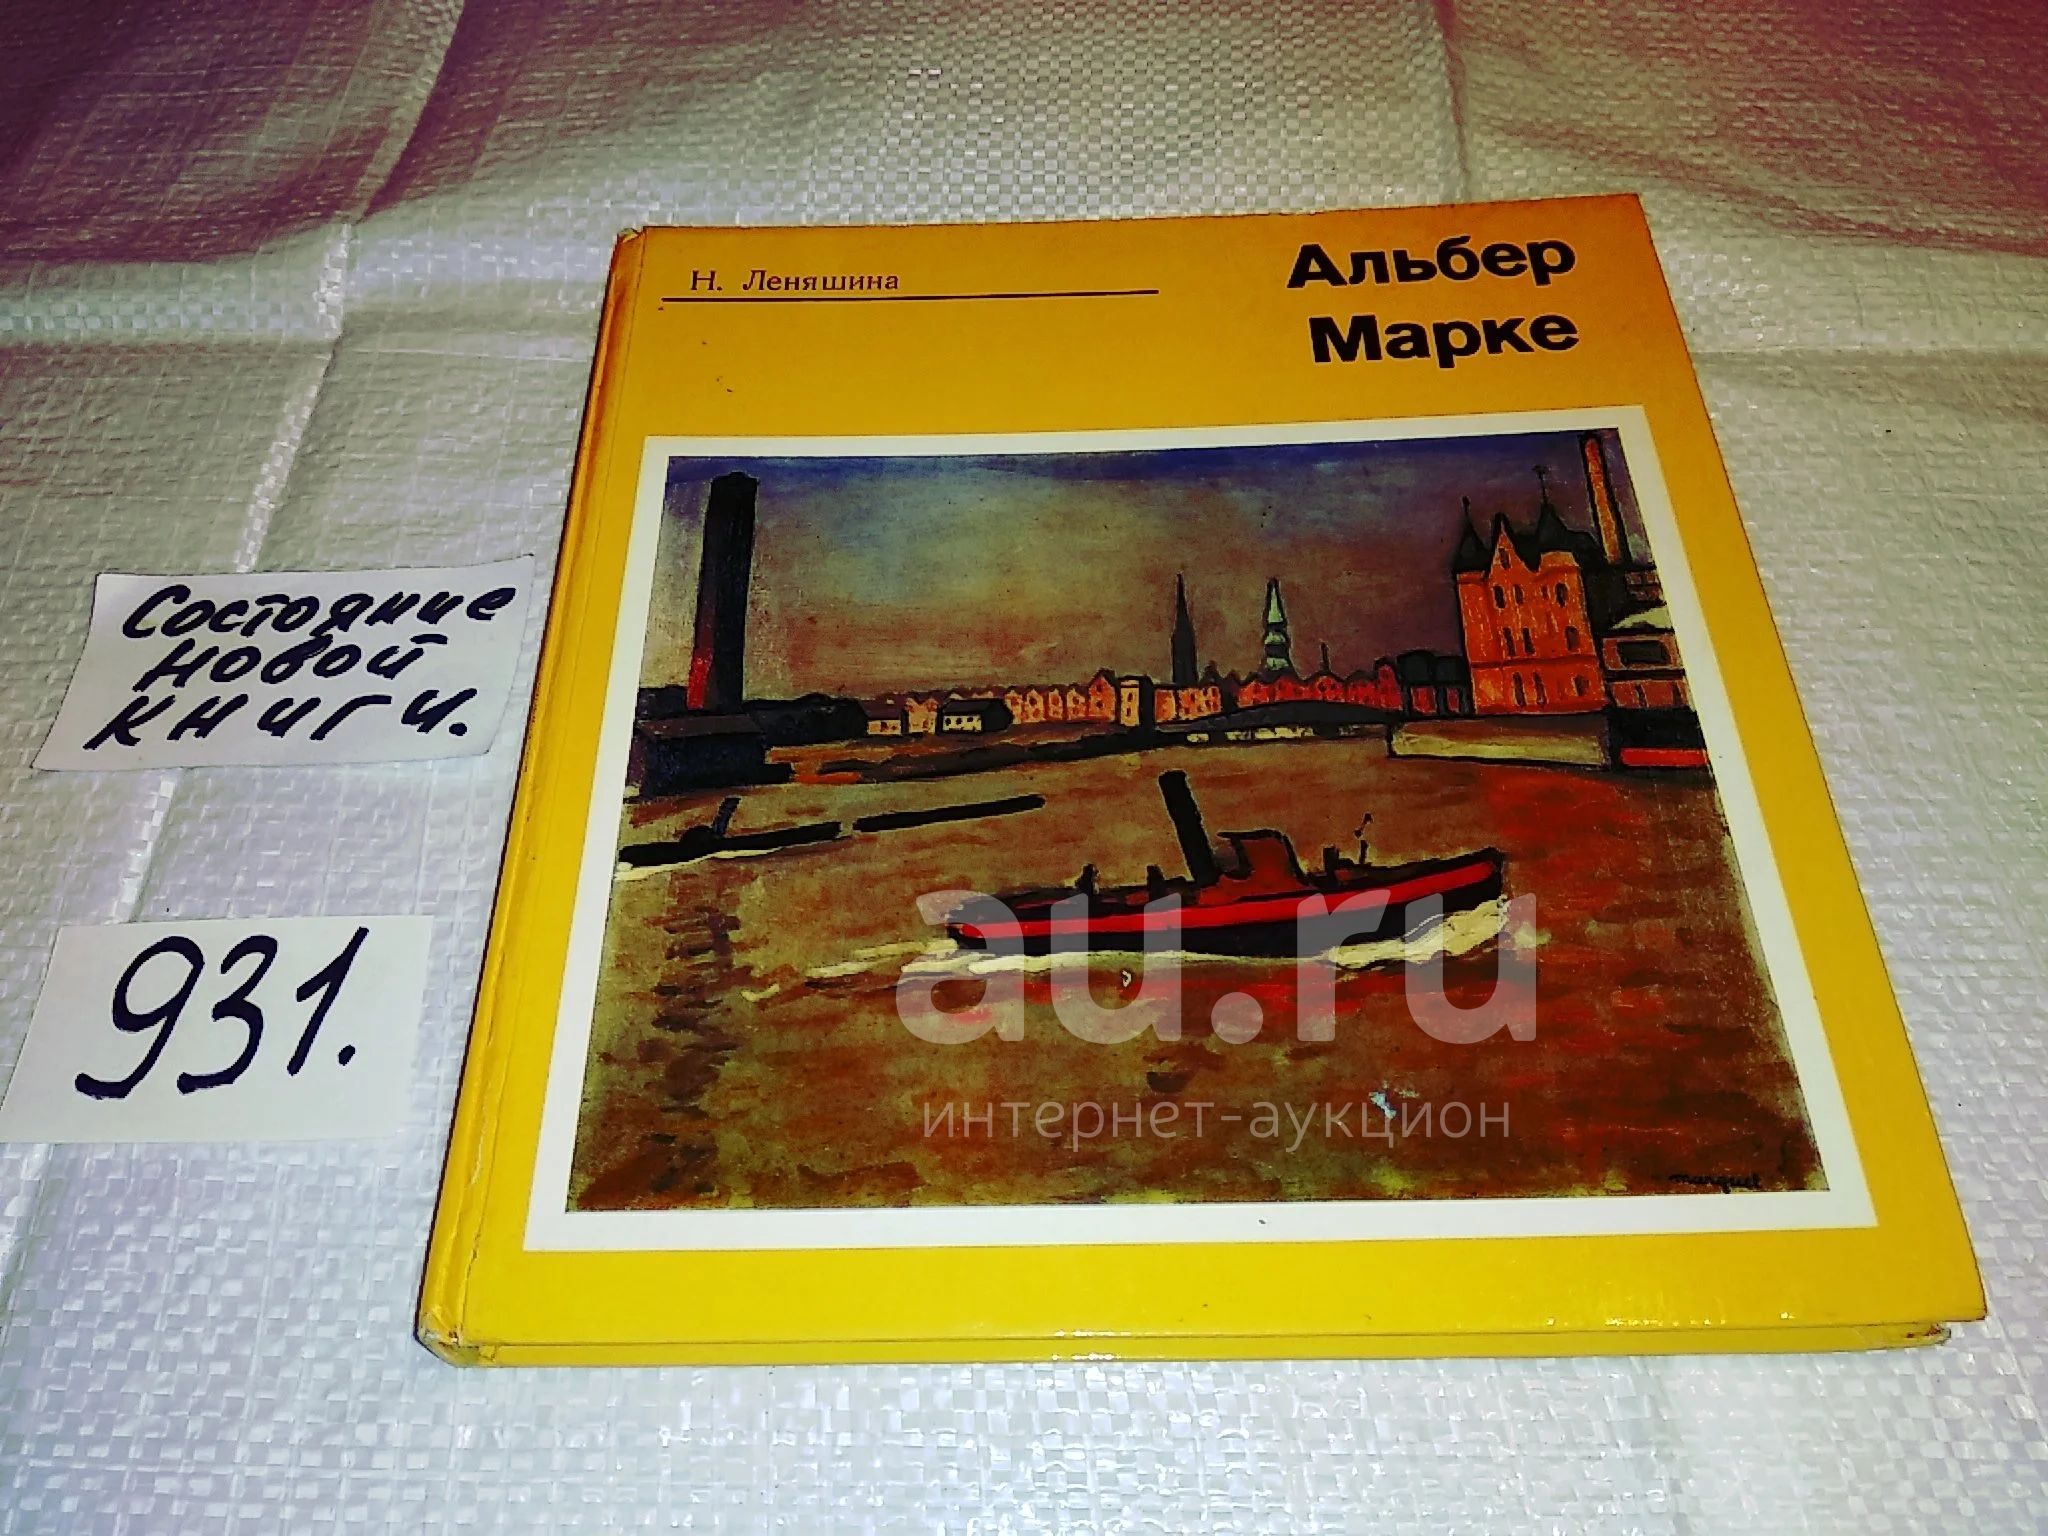 Н. Леняшина
Альбер
Марке
Состояние
новой
книги.
931.
au.ru
интернет-аукцион
marquet